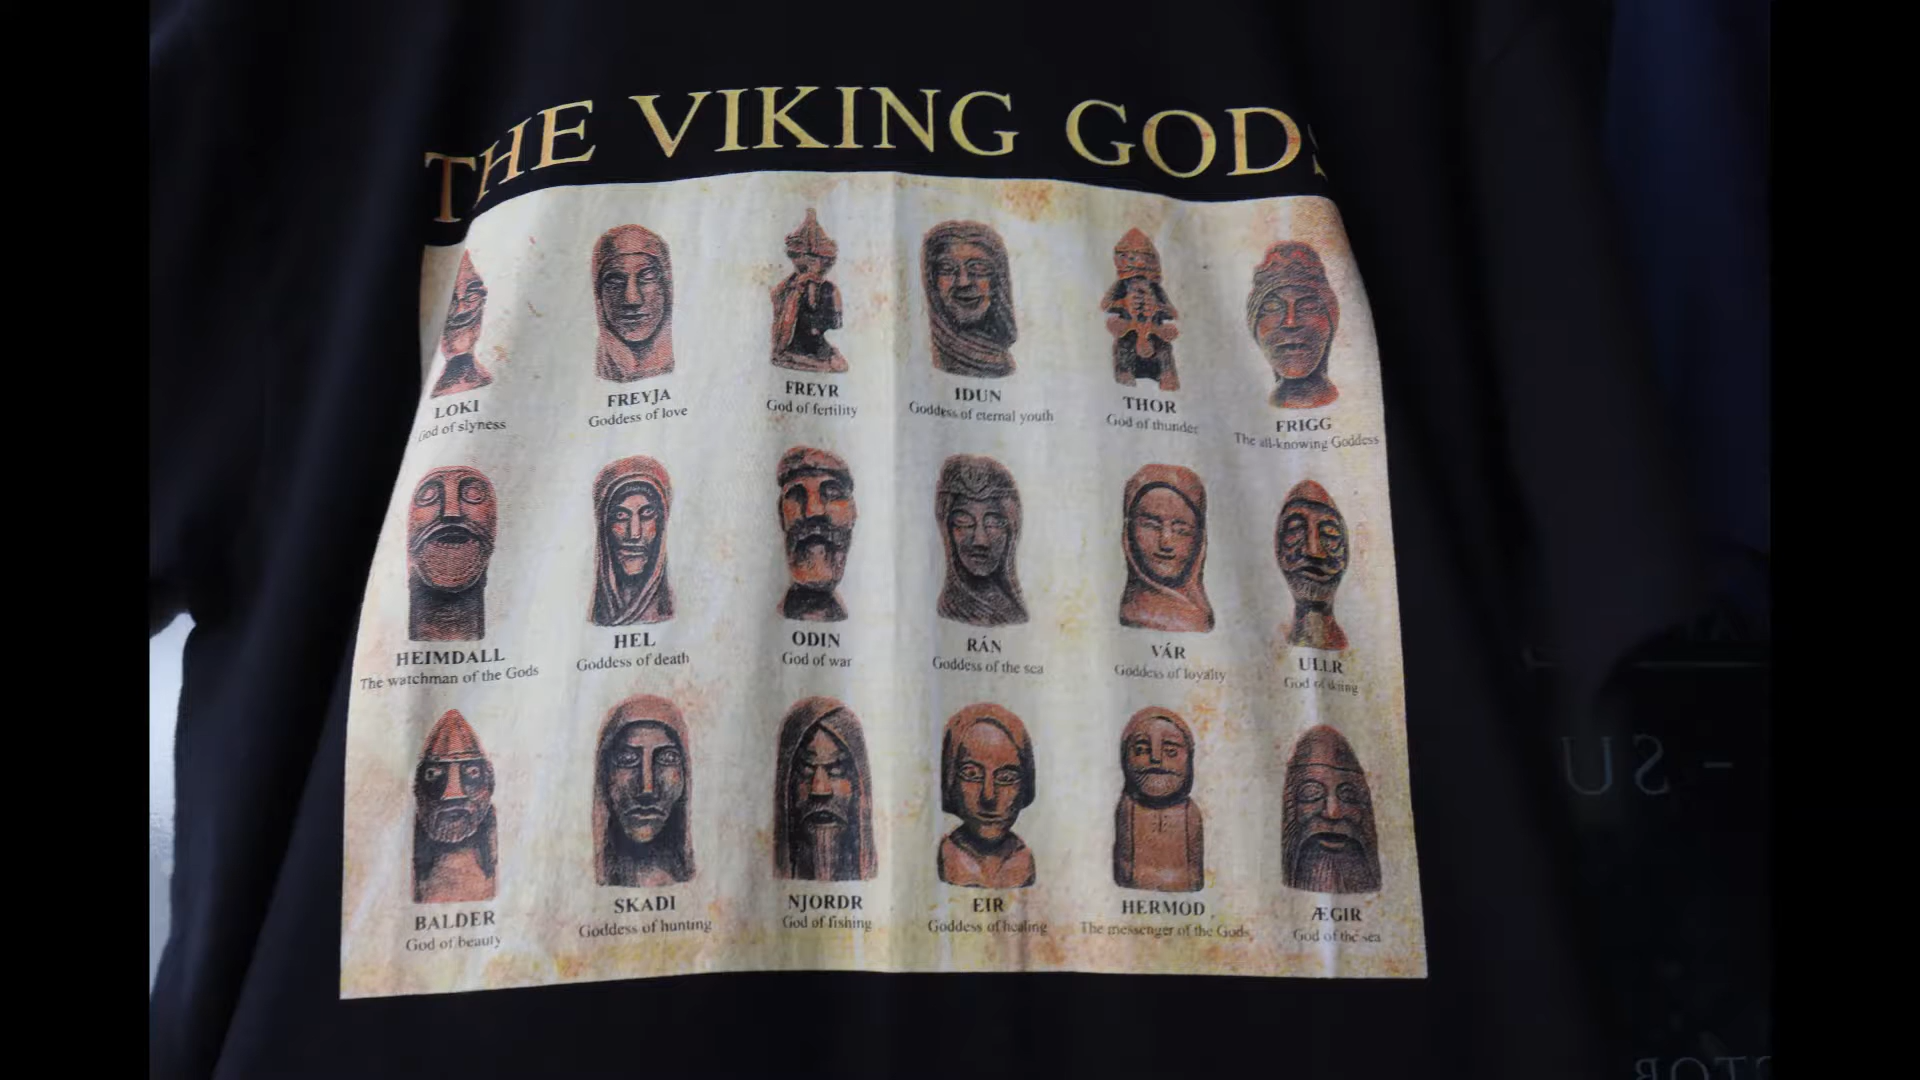 THE VIKING GODS
LOKI
God of slyness
FREYJA
Goddess of love
FREYR
God of fertility
IDUN
Goddess of eternal youth
THOR
God of thunder
FRIGG
The all-knowing Goddess
HEIMDALL
The watchman of the Gods
HEL
Goddess of death
ODIN
God of war
RÁN
Goddess of the sea
VÁR
Goddess of loyalty
ULLR
God of skiing
BALDER
God of beauty
SKADI
Goddess of hunting
NJORDR
God of fishing
EIR
Goddess of healing
HERMOD
The messenger of the Gods
ÆGIR
God of the sea